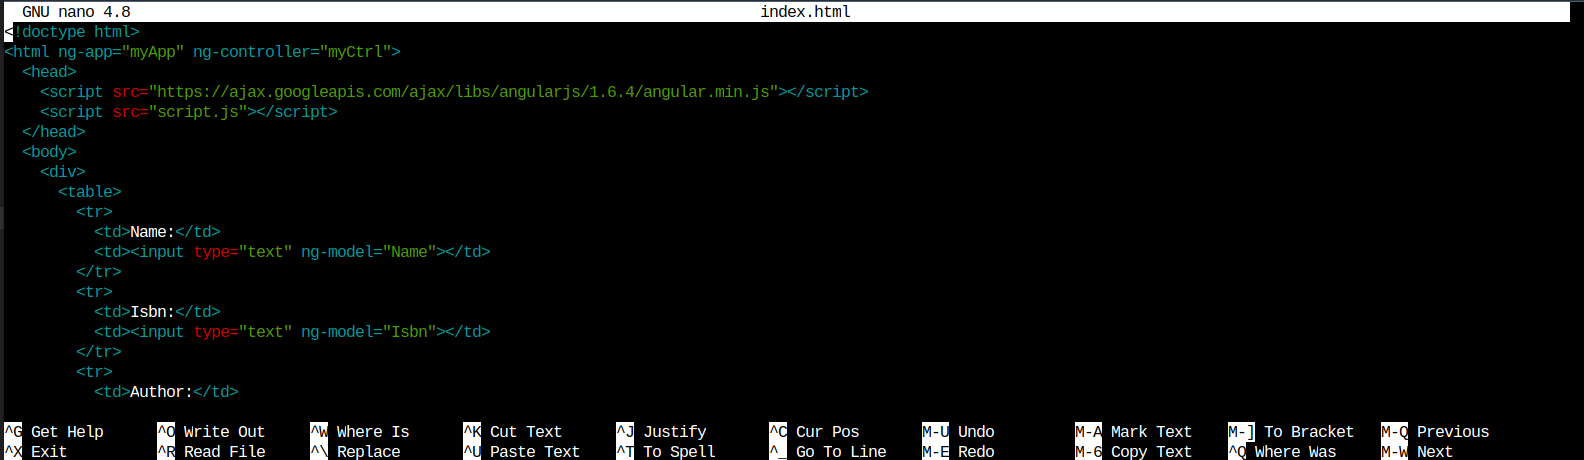 GNU nano 4.8 index.html
<!doctype html>
<html ng-app="myApp" ng-controller="myCtrl">
  <head>
    <script src="https://ajax.googleapis.com/ajax/libs/angularjs/1.6.4/angular.min.js"></script>
    <script src="script.js"></script>
  </head>
  <body>
    <div>
      <table>
        <tr>
          <td>Name:</td>
          <td><input type="text" ng-model="Name"></td>
        </tr>
        <tr>
          <td>Isbn:</td>
          <td><input type="text" ng-model="Isbn"></td>
        </tr>
        <tr>
          <td>Author:</td>
^G Get Help ^O Write Out ^W Where Is ^K Cut Text ^J Justify ^C Cur Pos M-U Undo M-A Mark Text M-] To Bracket M-Q Previous
^X Exit ^R Read File ^\ Replace ^U Paste Text ^T To Spell ^_ Go To Line M-E Redo M-6 Copy Text ^Q Where Was M-W Next